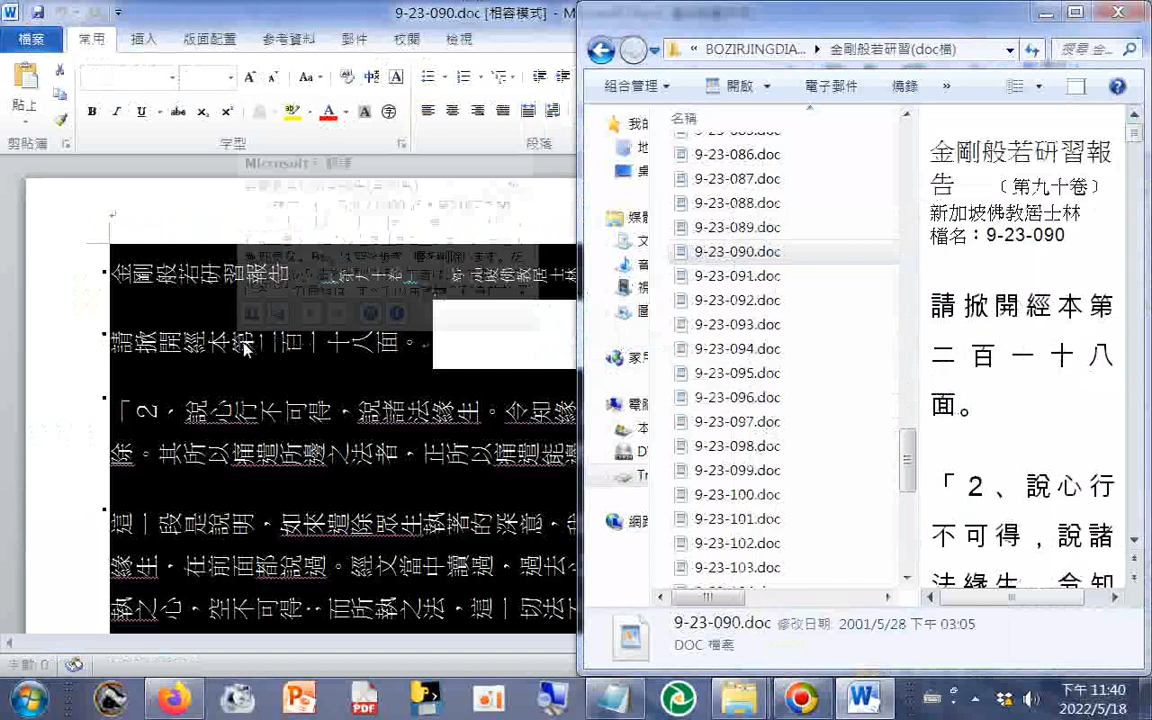 9-23-090.doc [相容模式] - M
檔案 常用 插入 版面配置 參考資料 郵件 校閱 檢視
貼上
剪貼簿 字型 段落
金剛般若研習報告
請掀開經本第二百一十八面。
「2、說心行不可得，說諸法緣生。令知緣
除。其所以痛遣所邊之法者，正所以痛遣能邊
這一段是說明，如來遣除眾生執著的深意，
緣生，在前面都說過。經文當中讀過，過去、
執之心，空不可得；而所執之法，這一切法
字數: 0
« BOZIRJINGDIA... 金剛般若研習(doc檔) 搜尋 金...
組合管理 開啟 電子郵件 燒錄 »
名稱
9-23-086.doc
9-23-087.doc
9-23-088.doc
9-23-089.doc
9-23-090.doc
9-23-091.doc
9-23-092.doc
9-23-093.doc
9-23-094.doc
9-23-095.doc
9-23-096.doc
9-23-097.doc
9-23-098.doc
9-23-099.doc
9-23-100.doc
9-23-101.doc
9-23-102.doc
9-23-103.doc
金剛般若研習報
告 （第九十卷）
新加坡佛教居士林
檔名：9-23-090
請掀開經本第
二百一十八
面。
「2、說心行
不可得，說諸
法緣生。令知
9-23-090.doc 修改日期: 2001/5/28 下午 03:05
DOC 檔案
下午 11:40
2022/5/18